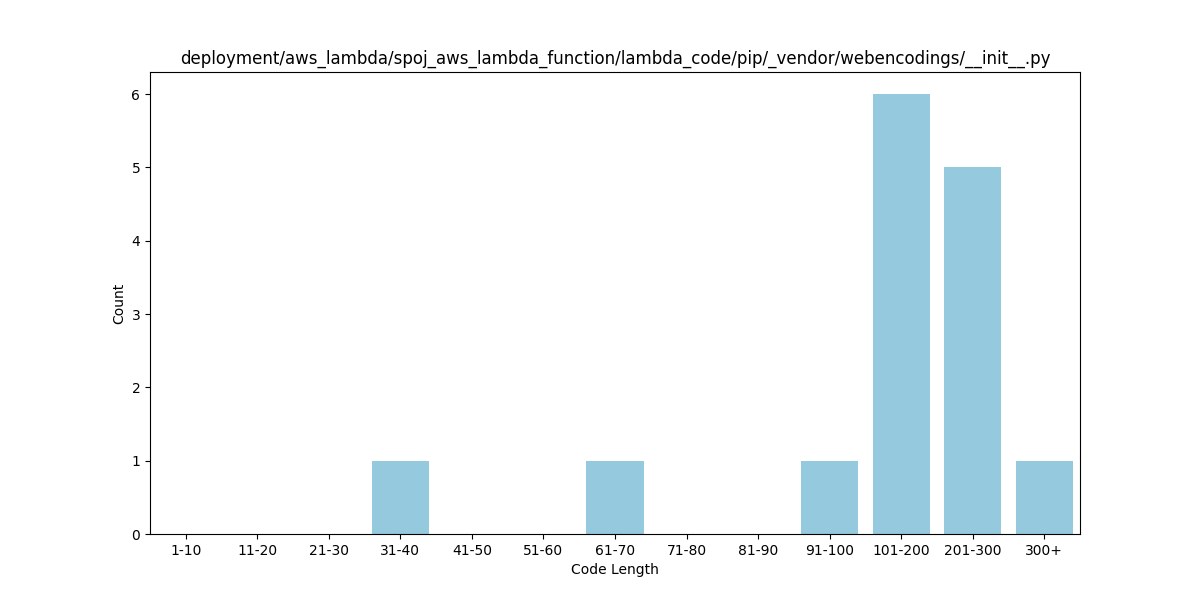 deployment/aws_lambda/spoj_aws_lambda_function/lambda_code/pip/_vendor/webencodings/__init__.py
Count
6
5
4
3
2
1
0
1-10 11-20 21-30 31-40 41-50 51-60 61-70 71-80 81-90 91-100 101-200 201-300 300+
Code Length